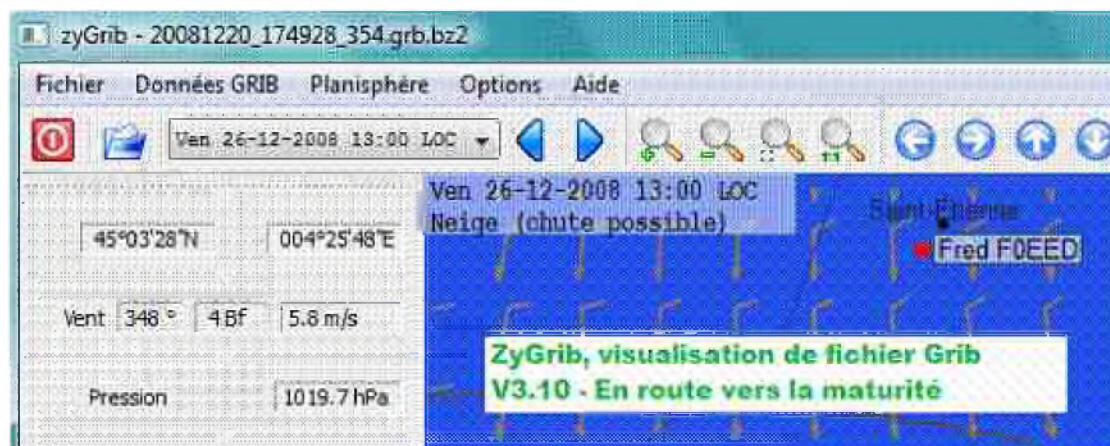 zyGrib - 20081220_174928_354.grb.bz2
Fichier Données GRIB Planisphère Options Aide
Ven 26-12-2008 13:00 LOC
Ven 26-12-2008 13:00 LOC
Neige (chute possible)
Saint-Étienne
45°03'28"N 004°25'48"E
Fred F0EED
Vent 348 ° 4 Bf 5.8 m/s
ZyGrib, visualisation de fichier Grib
V3.10 - En route vers la maturité
Pression 1019.7 hPa